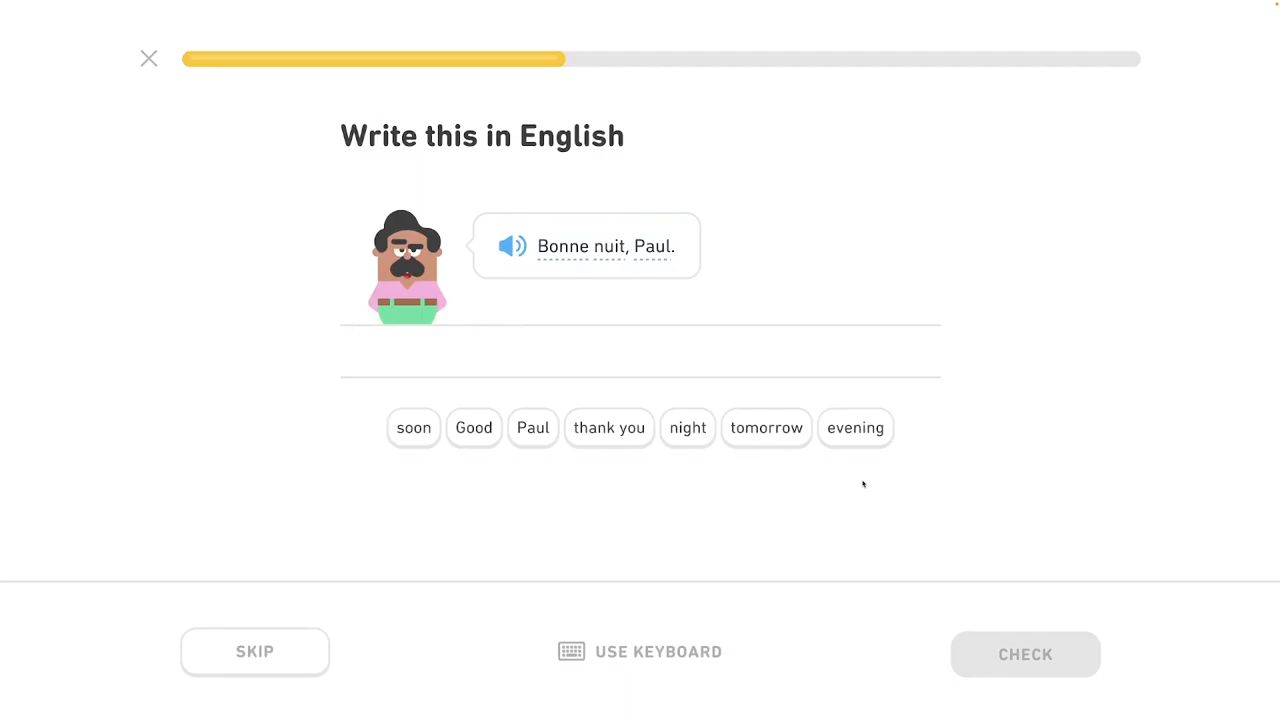 Write this in English
Bonne nuit, Paul.
soon Good Paul thank you night tomorrow evening
SKIP USE KEYBOARD CHECK